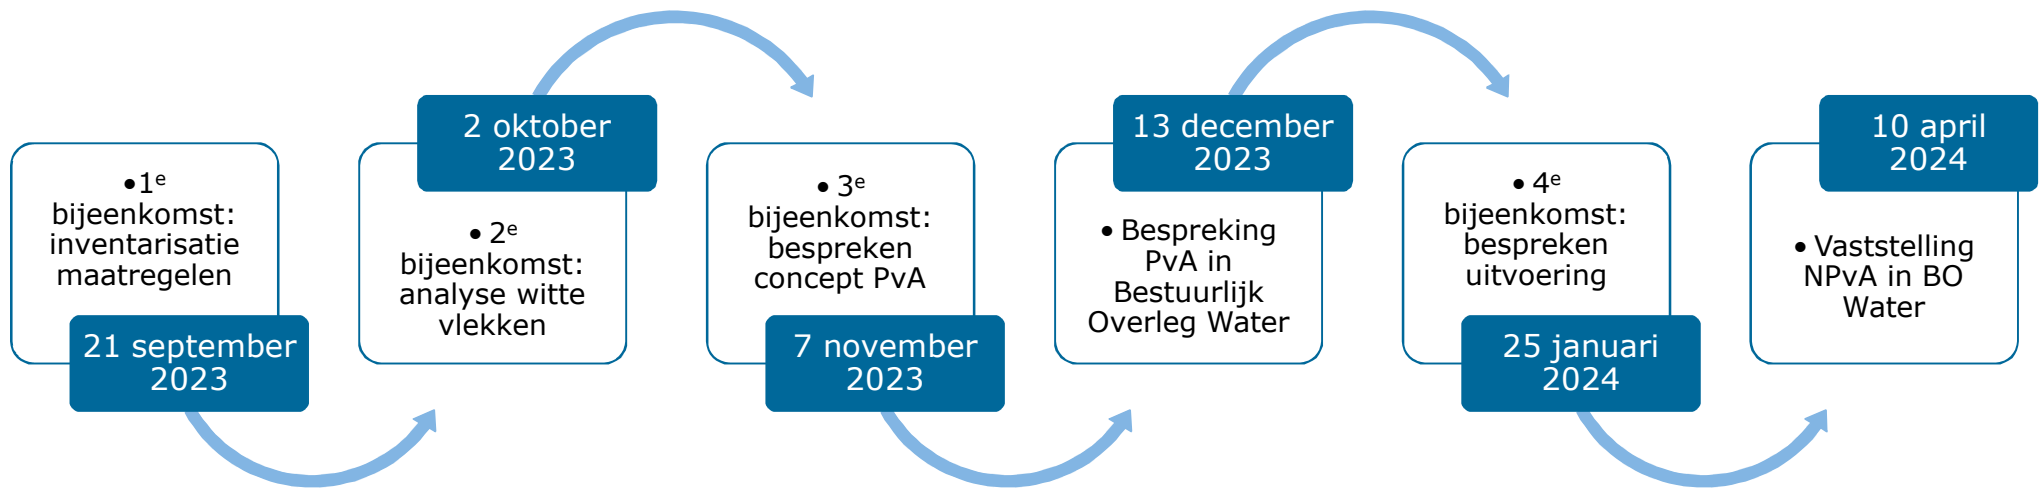 •1e
bijeenkomst:
inventarisatie
maatregelen
21 september
2023
2 oktober
2023
• 2e
bijeenkomst:
analyse witte
vlekken
• 3e
bijeenkomst:
bespreken
concept PvA
7 november
2023
13 december
2023
• Bespreking
PvA in
Bestuurlijk
Overleg Water
• 4e
bijeenkomst:
bespreken
uitvoering
25 januari
2024
10 april
2024
• Vaststelling
NPvA in BO
Water